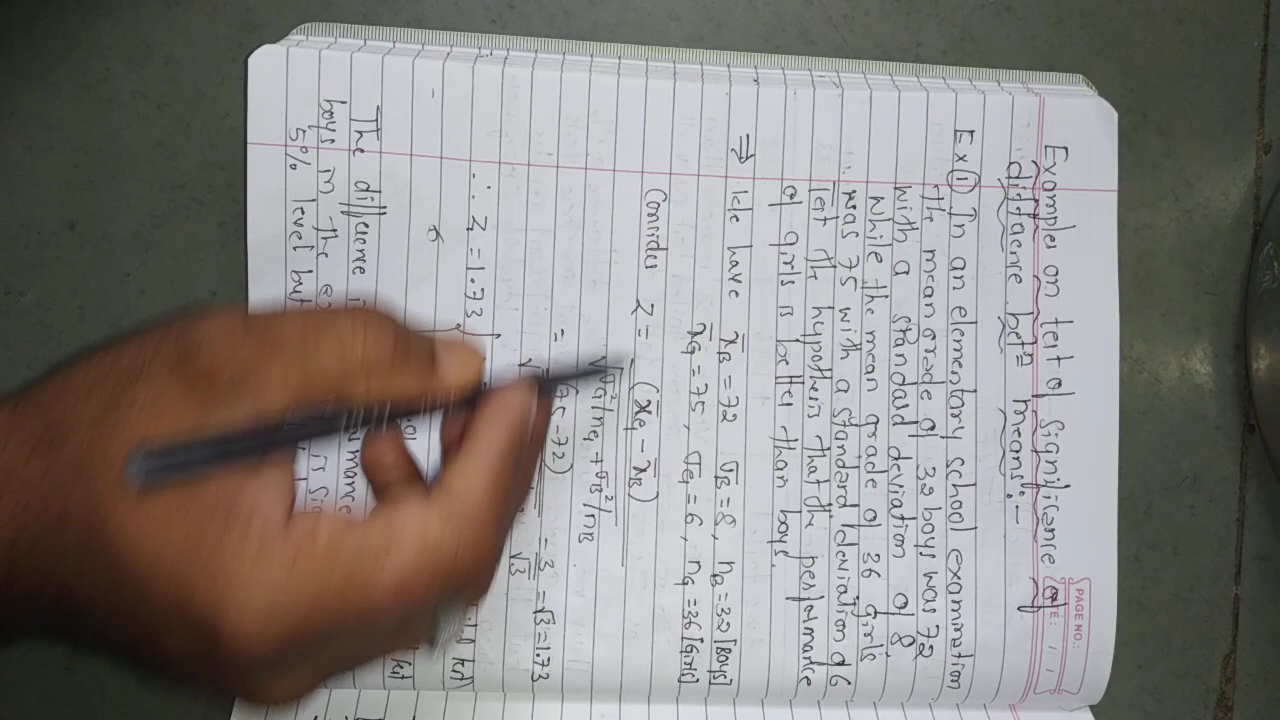 PAGE NO.:
Examples on test of Significance of
difference betⁿ means:-
Ex① In an elementary school examination
the mean grade of 32 boys was 72
with a standard deviation of 8,
while the mean grade of 36 girls
was 75 with a standard deviation of 6
Test the hypothesis that the performance
of girls is better than boys.
⇒ We have x̄B = 72 σB = 8, nB = 32 [Boys]
x̄G = 75, σG = 6, nG = 36 [Girls]
Consider Z = (x̄G - x̄B)
√σG²/nG + σB²/nB
= (75-72) = 3/√3 = √3 = 1.73
∴ Z = 1.73
The difference mance
boys in the is
5% level but